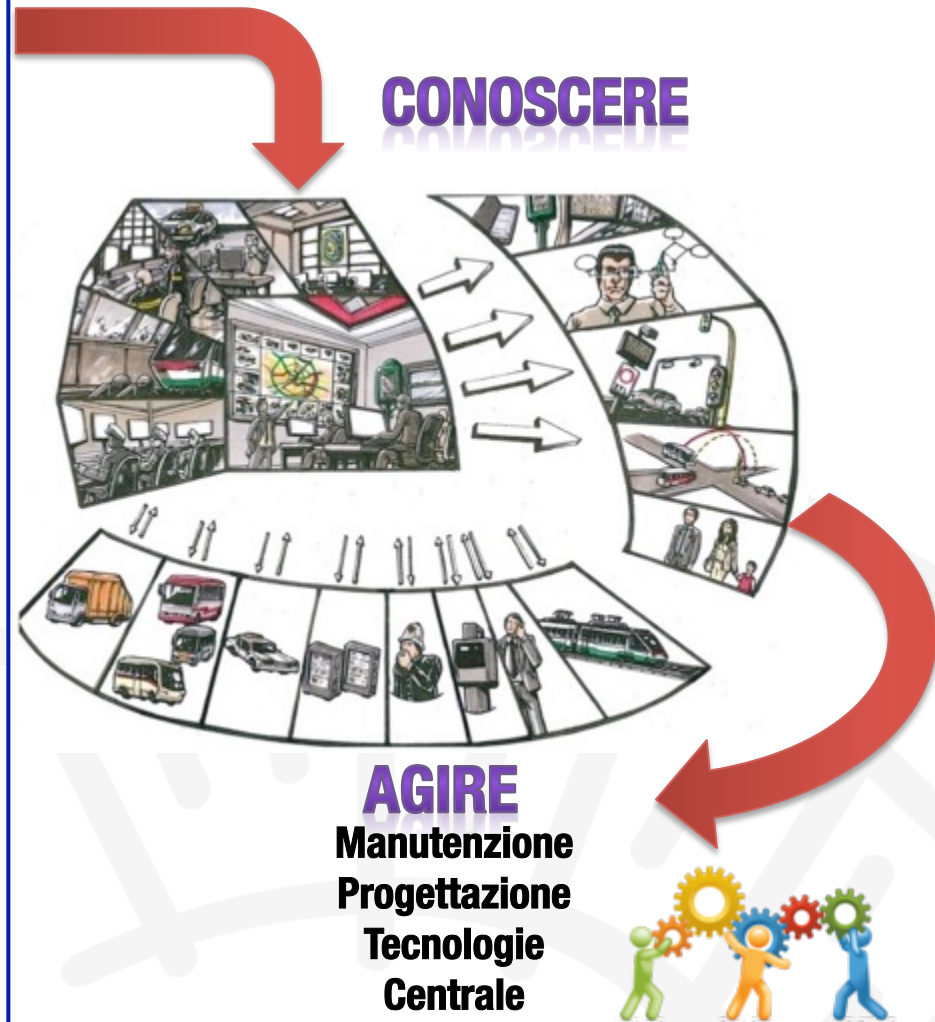 CONOSCERE
AGIRE
Manutenzione
Progettazione
Tecnologie
Centrale